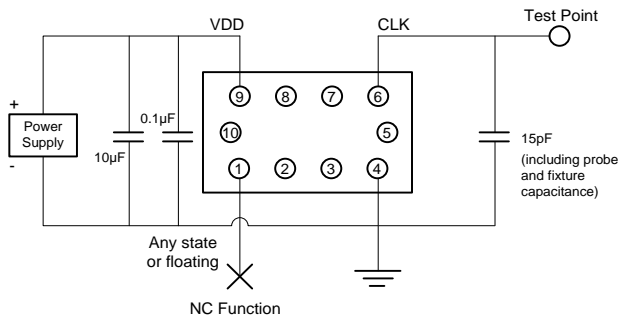 VDD
CLK
Test Point
+
Power
Supply
-
10µF
0.1µF
9
8
7
6
10
5
1
2
3
4
15pF
(including probe
and fixture
capacitance)
Any state
or floating
NC Function